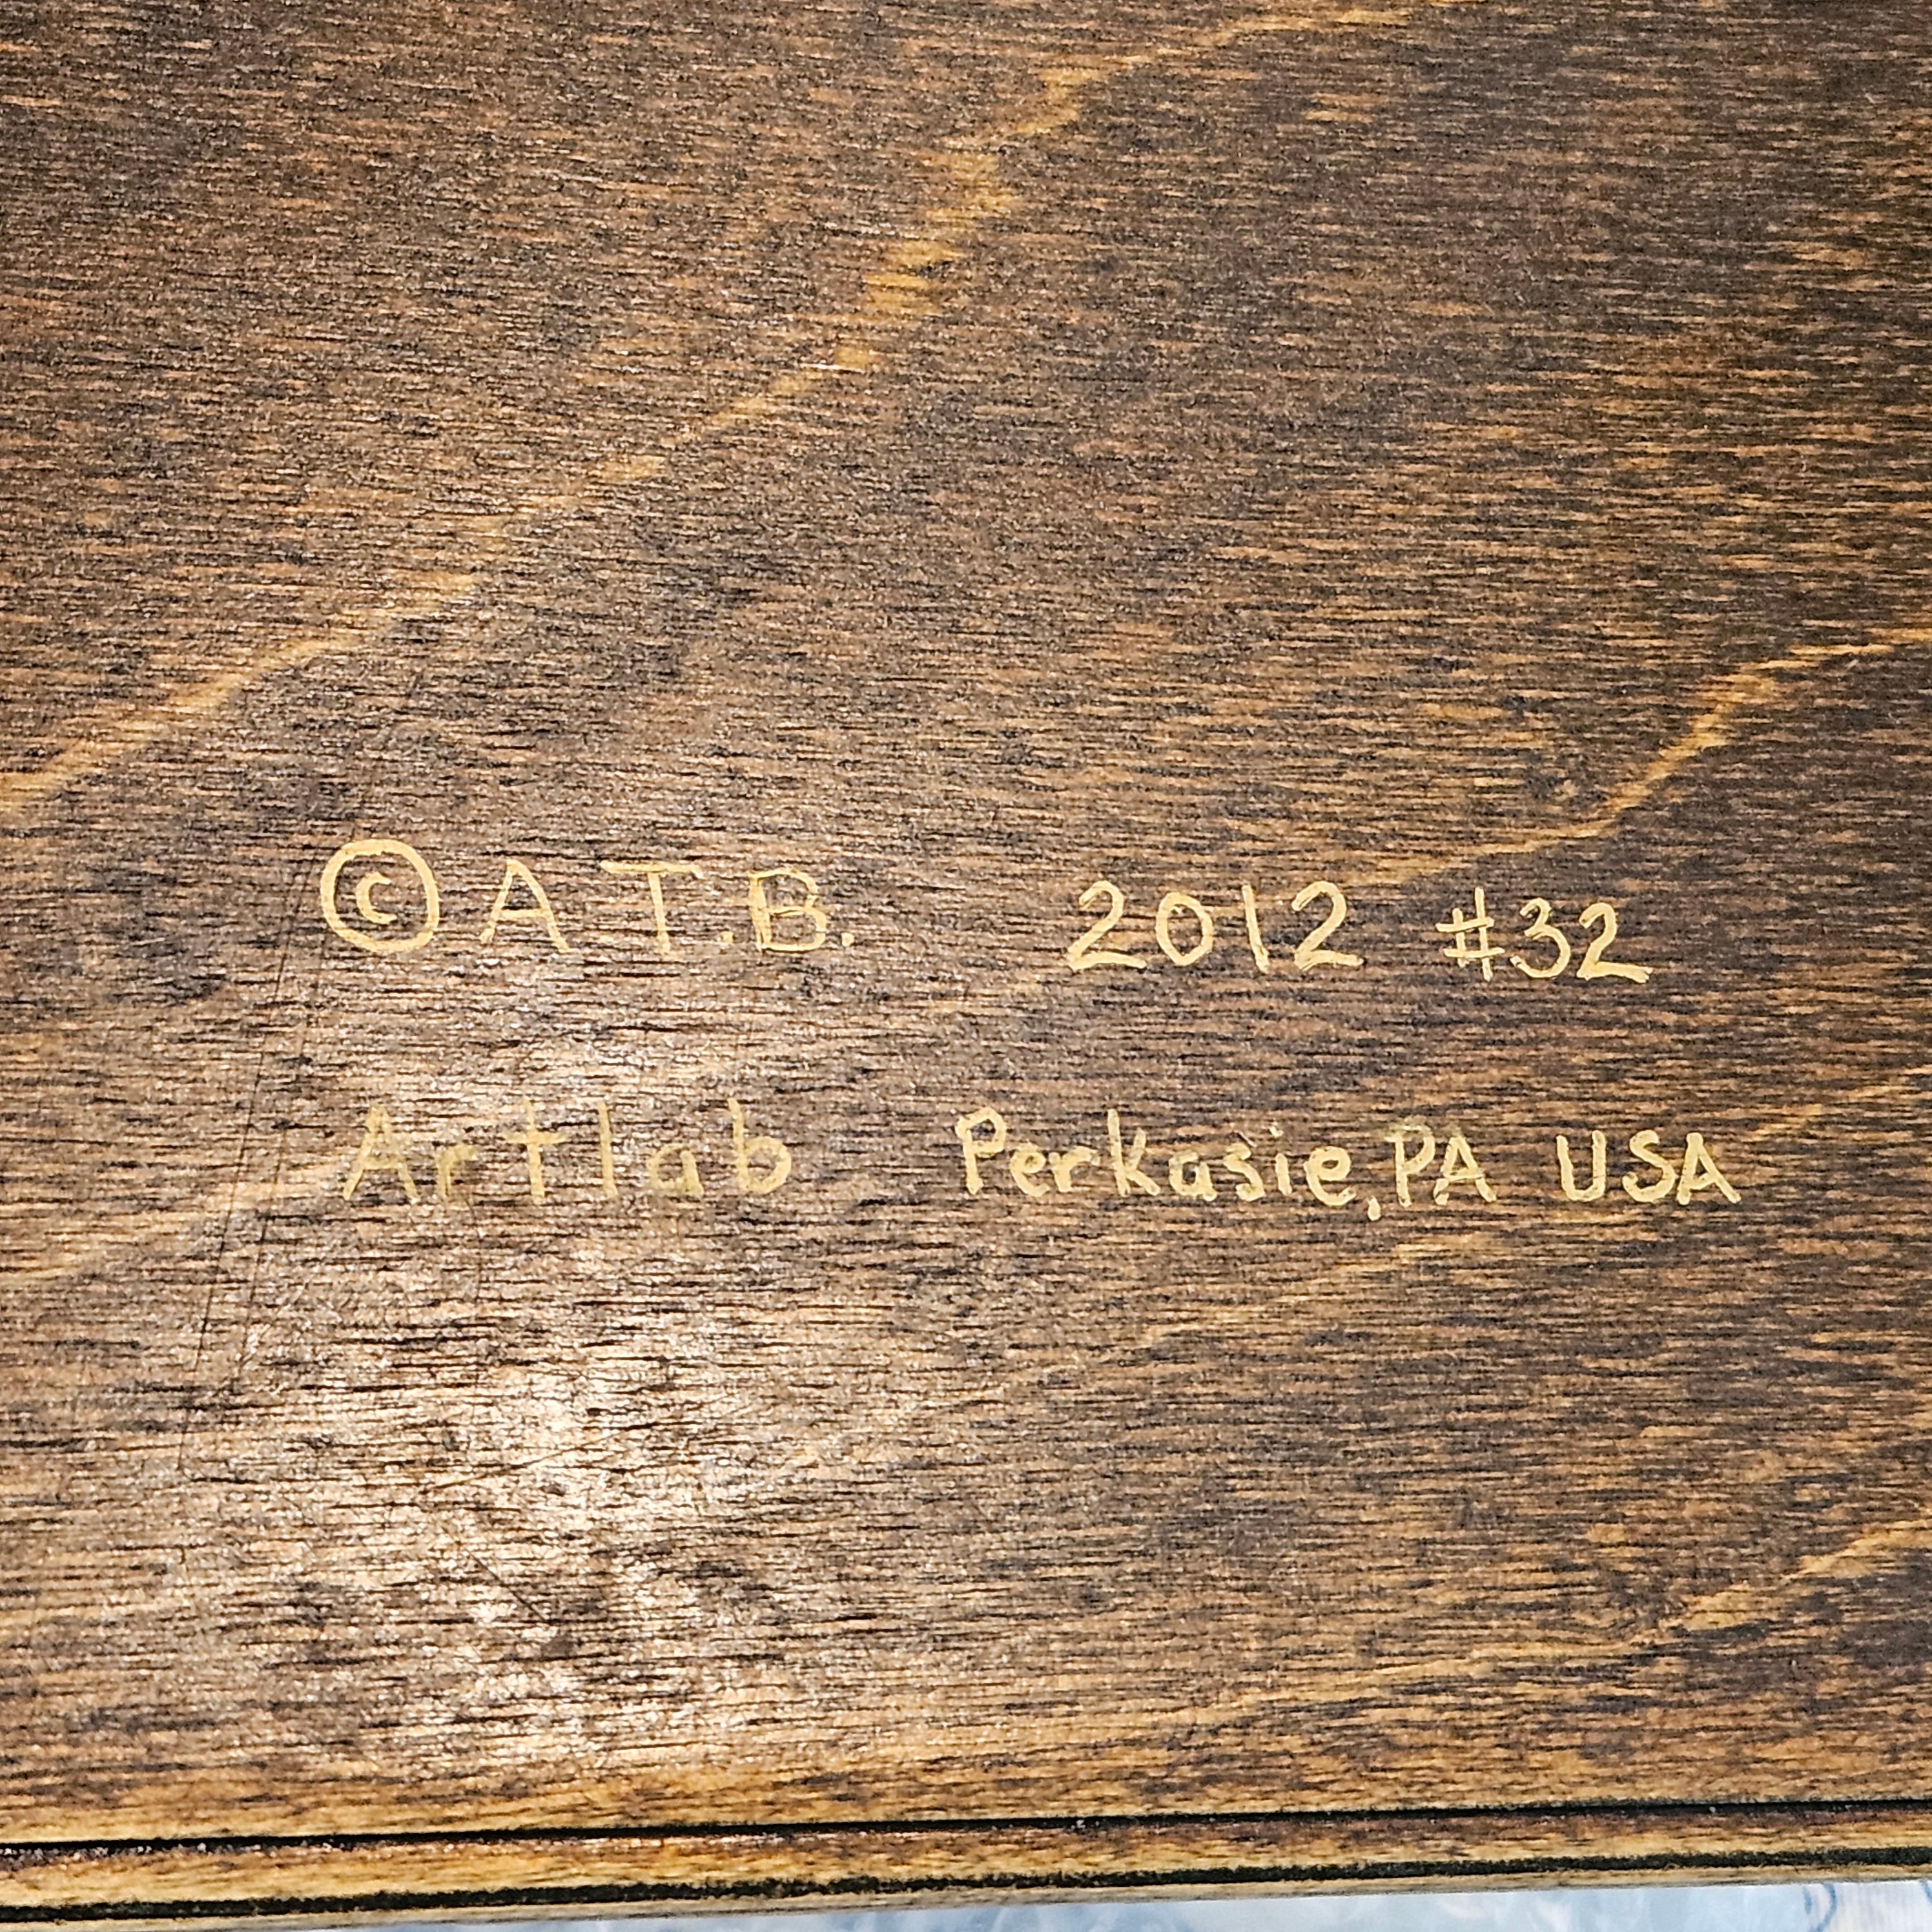 © A T.B. 2012 #32
Artlab Perkasie, PA USA